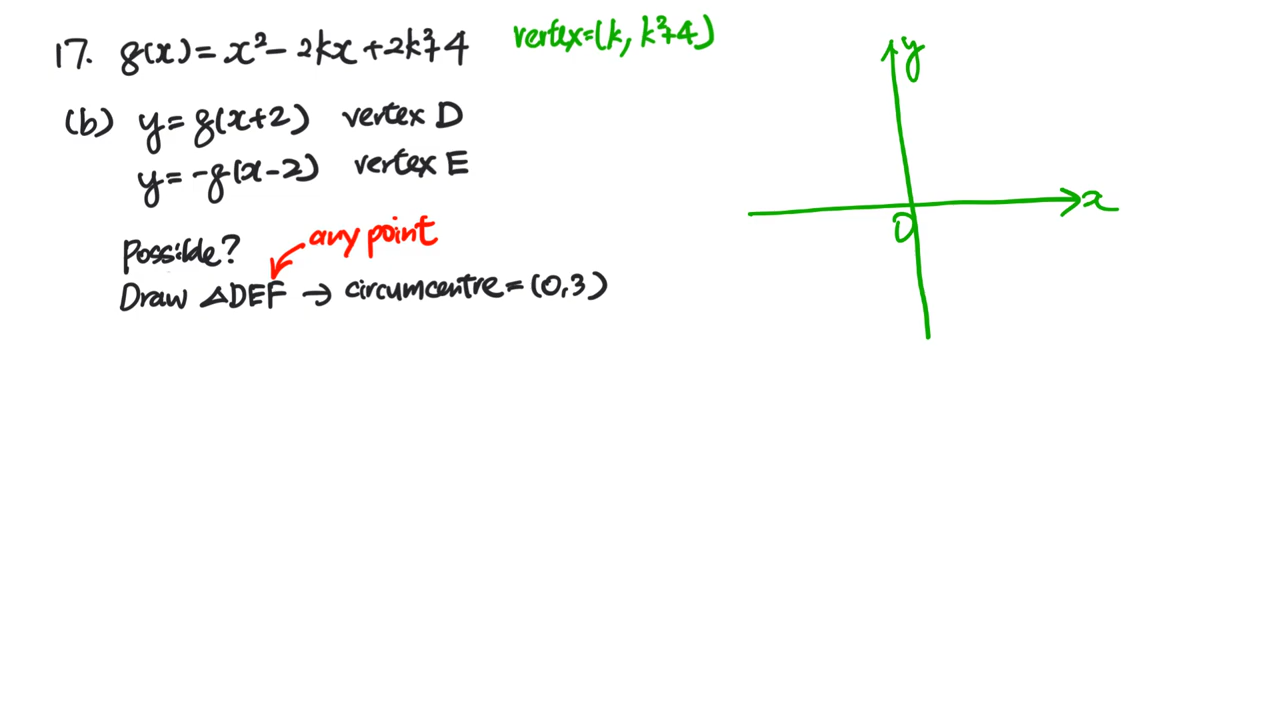 17. g(x) = x² - 2kx + 2k² + 4
vertex = (k, k² + 4)
(b) y = g(x+2) vertex D
y = -g(x-2) vertex E
Possible?
any point
Draw △DEF → circumcentre = (0,3)
y
x
0